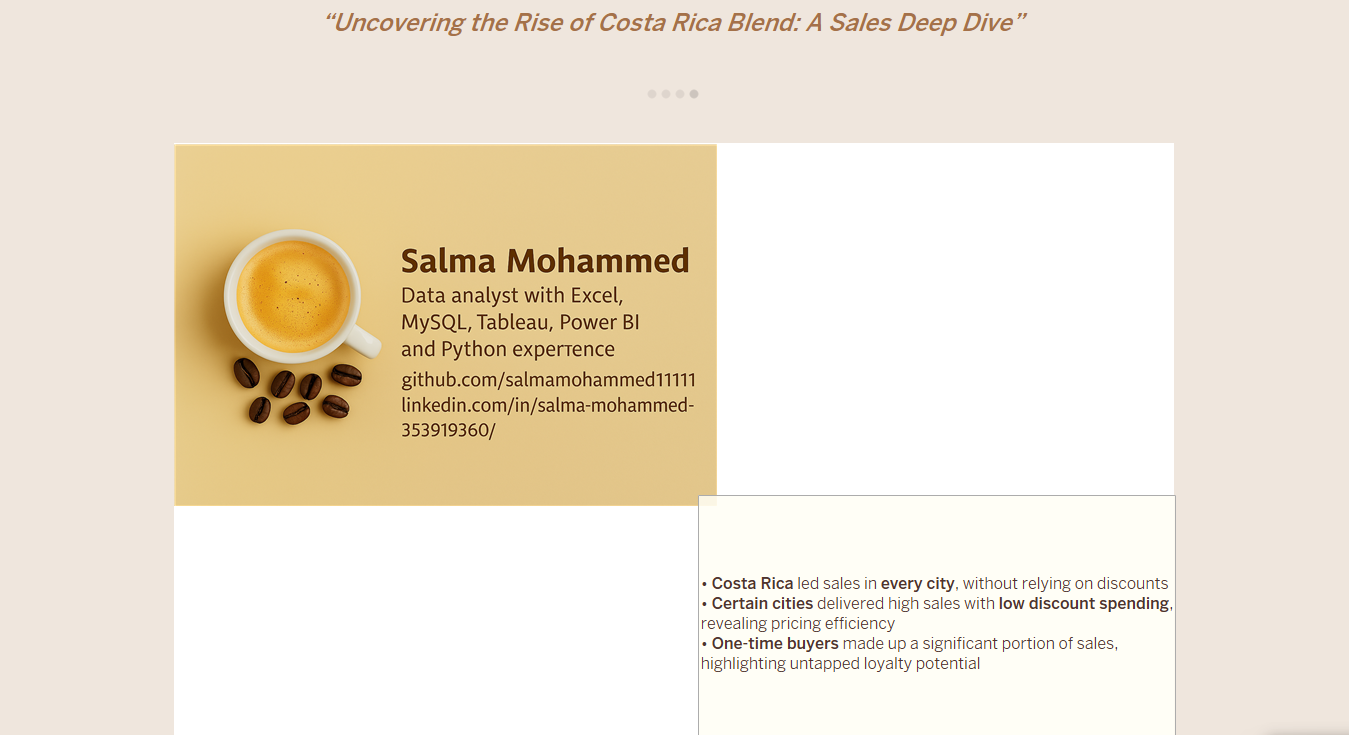 “Uncovering the Rise of Costa Rica Blend: A Sales Deep Dive”
Salma Mohammed
Data analyst with Excel,
MySQL, Tableau, Power BI
and Python experтence
github.com/salmamohammed11111
linkedin.com/in/salma-mohammed-
353919360/
• Costa Rica led sales in every city, without relying on discounts
• Certain cities delivered high sales with low discount spending,
revealing pricing efficiency
• One-time buyers made up a significant portion of sales,
highlighting untapped loyalty potential